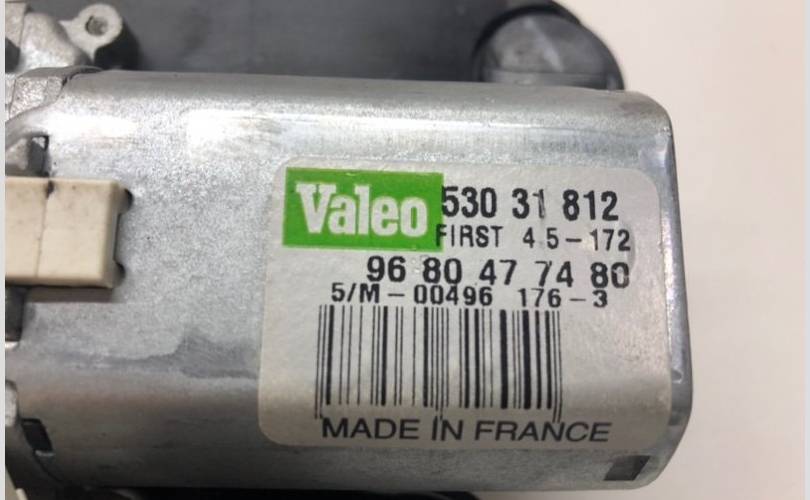 Valeo 530 31 812
FIRST 4 5-172
96 80 47 74 80
5/M-00496 176-3
MADE IN FRANCE